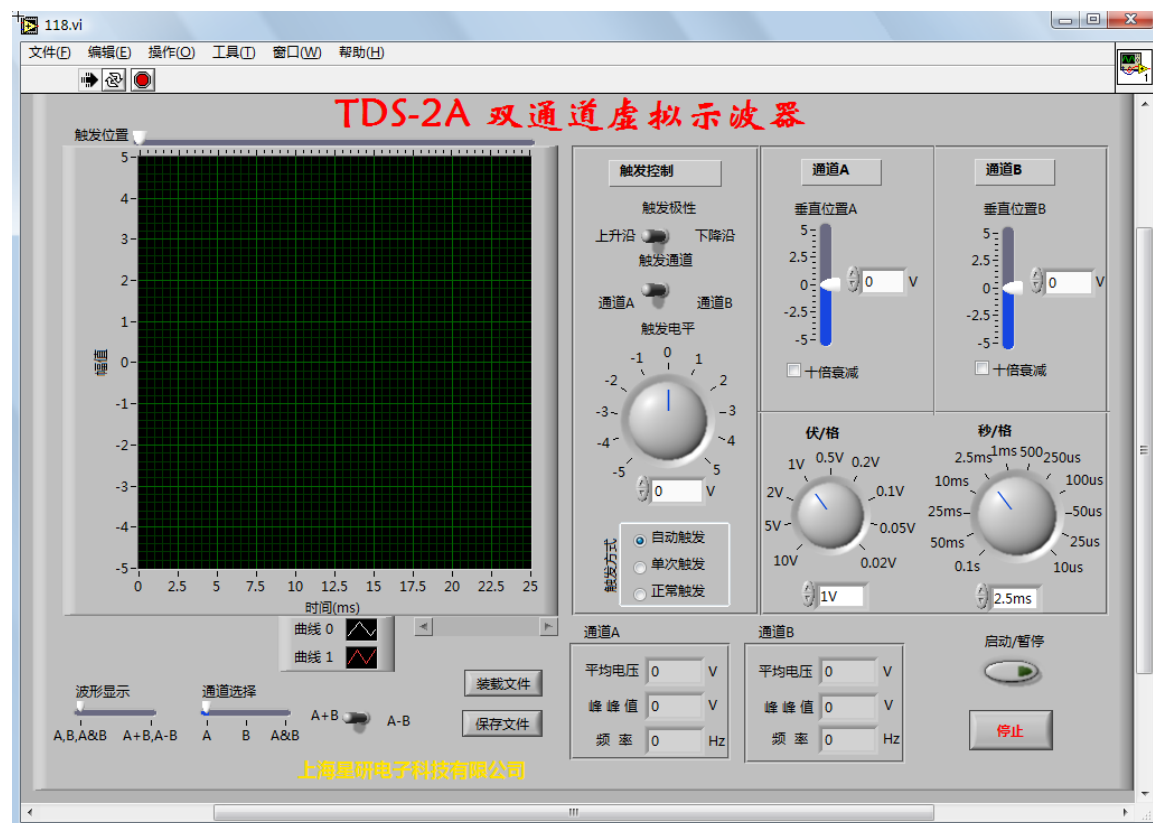 118.vi
文件(F) 编辑(E) 操作(O) 工具(T) 窗口(W) 帮助(H)
1
TDS-2A 双通道虚拟示波器
触发位置
5
4
3
2
1
0
-1
-2
-3
-4
-5
幅值
0 2.5 5 7.5 10 12.5 15 17.5 20 22.5 25
时间(ms)
曲线 0
曲线 1
波形显示
A,B,A&B A+B,A-B
通道选择
A B A&B
A+B A-B
装载文件
保存文件
触发控制
触发极性
上升沿 下降沿
触发通道
通道A 通道B
触发电平
-5 -4 -3 -2 -1 0 1 2 3 4 5
0 V
触发方式
自动触发
单次触发
正常触发
通道A
垂直位置A
5
2.5
0
-2.5
-5
0 V
十倍衰减
通道B
垂直位置B
5
2.5
0
-2.5
-5
0 V
十倍衰减
伏/格
10V 5V 2V 1V 0.5V 0.2V 0.1V 0.05V 0.02V
1V
秒/格
0.1s 50ms 25ms 10ms 2.5ms 1ms 500 250us 100us 50us 25us 10us
2.5ms
通道A
平均电压 0 V
峰峰值 0 V
频率 0 Hz
通道B
平均电压 0 V
峰峰值 0 V
频率 0 Hz
启动/暂停
停止
上海星研电子科技有限公司